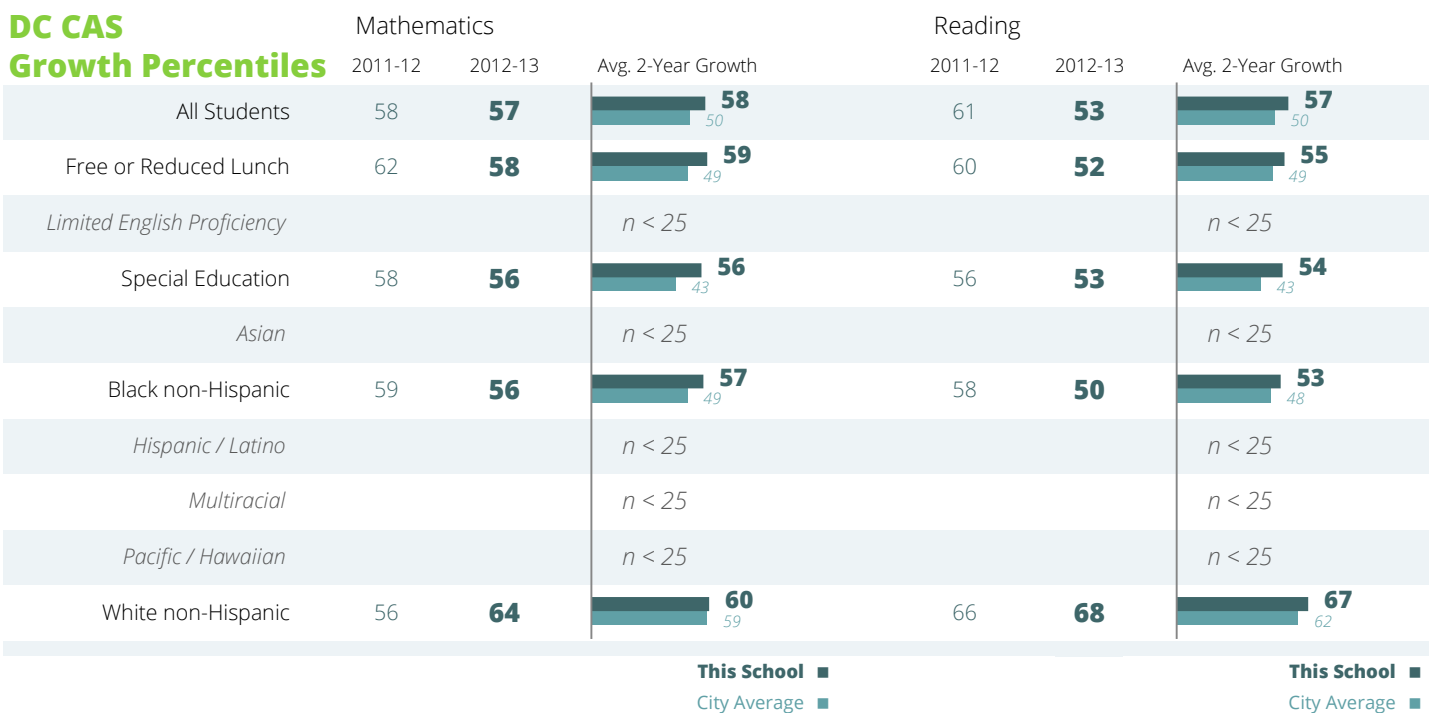 DC CAS
Growth Percentiles
Mathematics Reading
2011-12 2012-13 Avg. 2-Year Growth 2011-12 2012-13 Avg. 2-Year Growth
All Students 58 57 58 50 61 53 57 50
Free or Reduced Lunch 62 58 59 49 60 52 55 49
Limited English Proficiency n < 25 n < 25
Special Education 58 56 56 43 56 53 54 43
Asian n < 25 n < 25
Black non-Hispanic 59 56 57 49 58 50 53 48
Hispanic / Latino n < 25 n < 25
Multiracial n < 25 n < 25
Pacific / Hawaiian n < 25 n < 25
White non-Hispanic 56 64 60 59 66 68 67 62
This School This School
City Average City Average